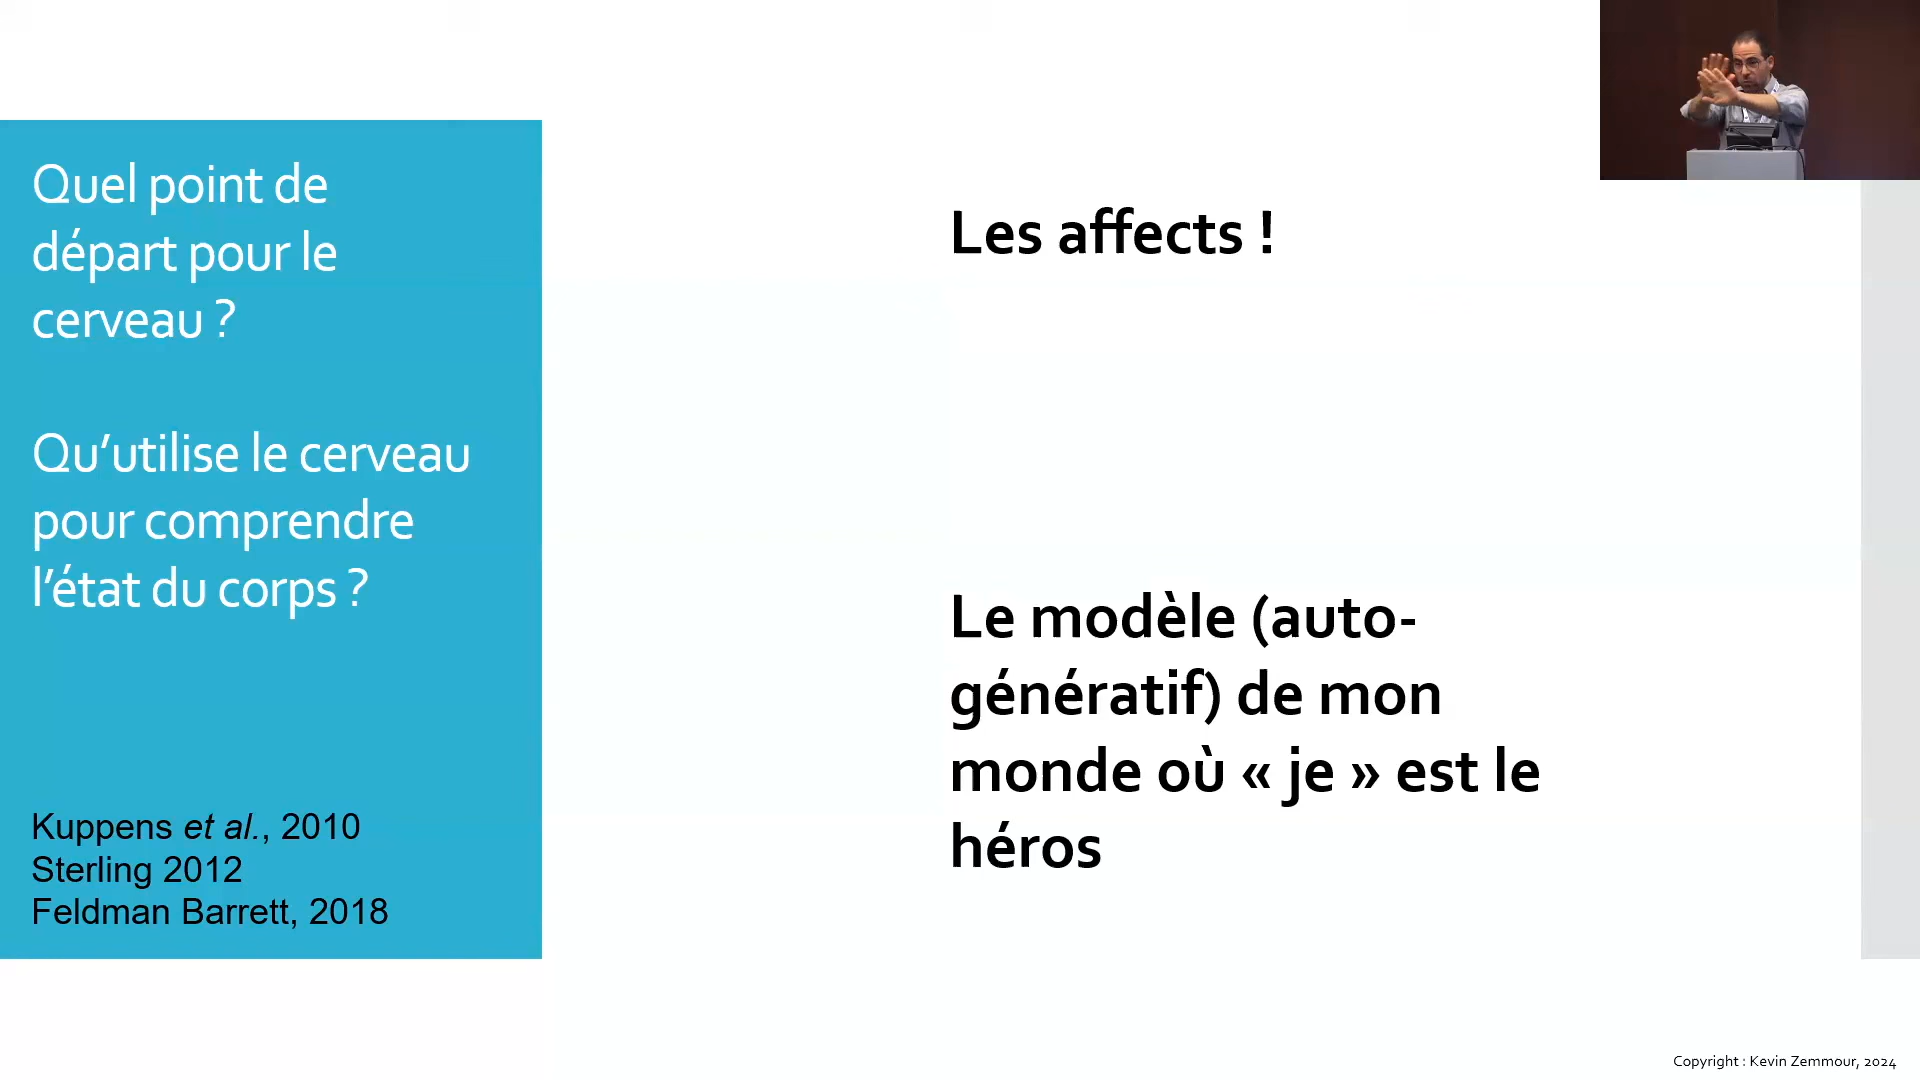 Quel point de
départ pour le
cerveau ?
Qu’utilise le cerveau
pour comprendre
l’état du corps ?
Kuppens et al., 2010
Sterling 2012
Feldman Barrett, 2018
Les affects !
Le modèle (auto-
génératif) de mon
monde où « je » est le
héros
Copyright : Kevin Zemmour, 2024